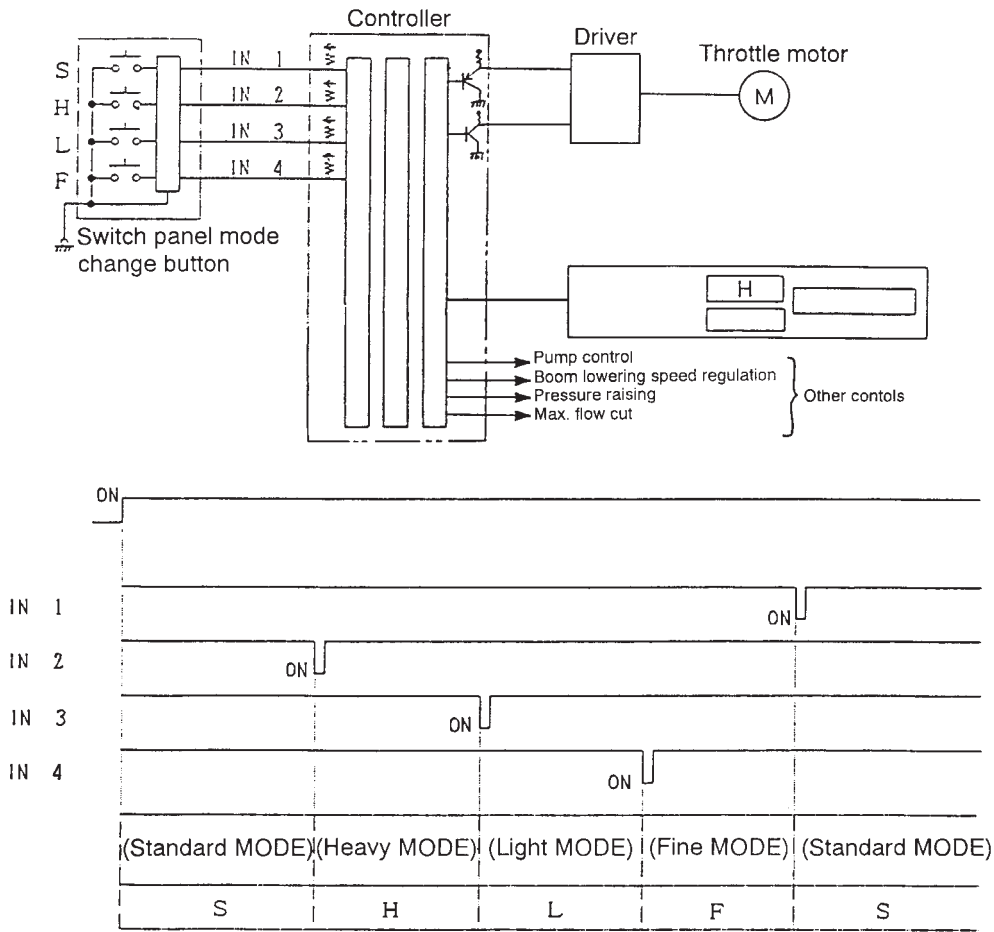 Controller
Driver
Throttle motor
S IN 1
H IN 2
L IN 3
F IN 4
M
Switch panel mode
change button
H
Pump control
Boom lowering speed regulation
Pressure raising
Max. flow cut
Other contols
ON
IN 1 ON
IN 2 ON
IN 3 ON
IN 4 ON
(Standard MODE) (Heavy MODE) (Light MODE) (Fine MODE) (Standard MODE)
S H L F S